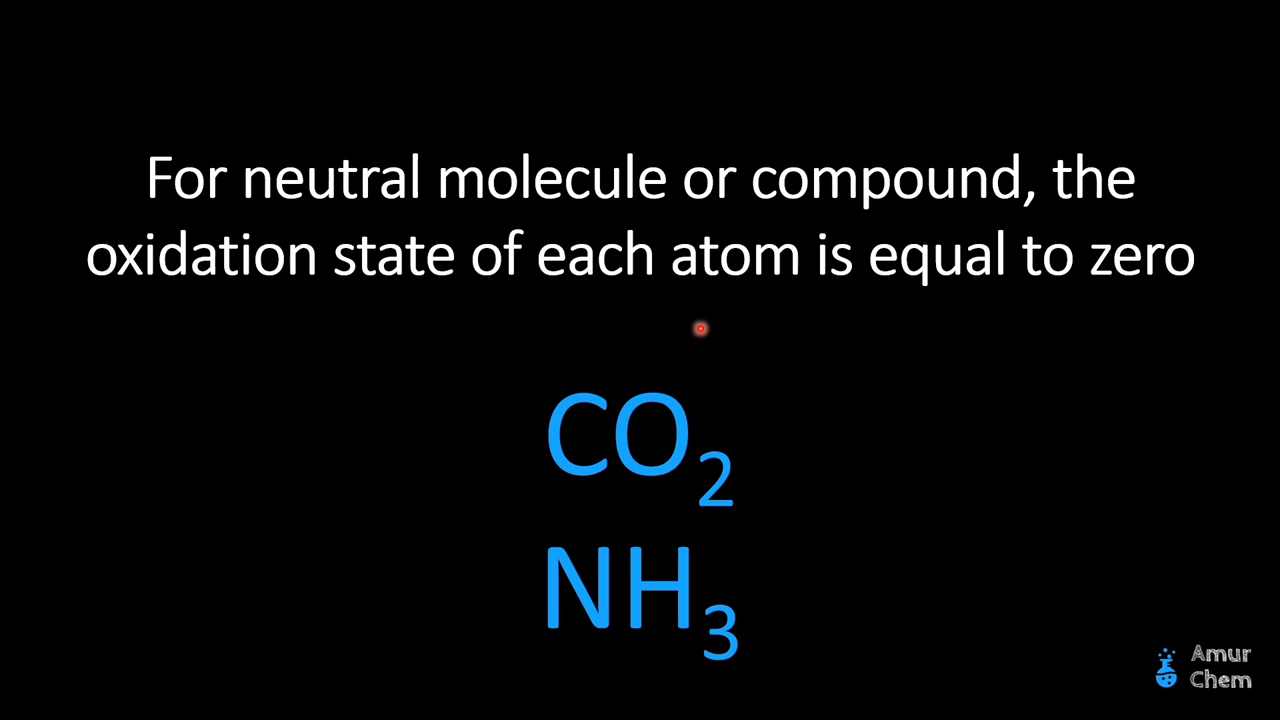 For neutral molecule or compound, the
oxidation state of each atom is equal to zero
CO₂
NH₃
Amur
Chem